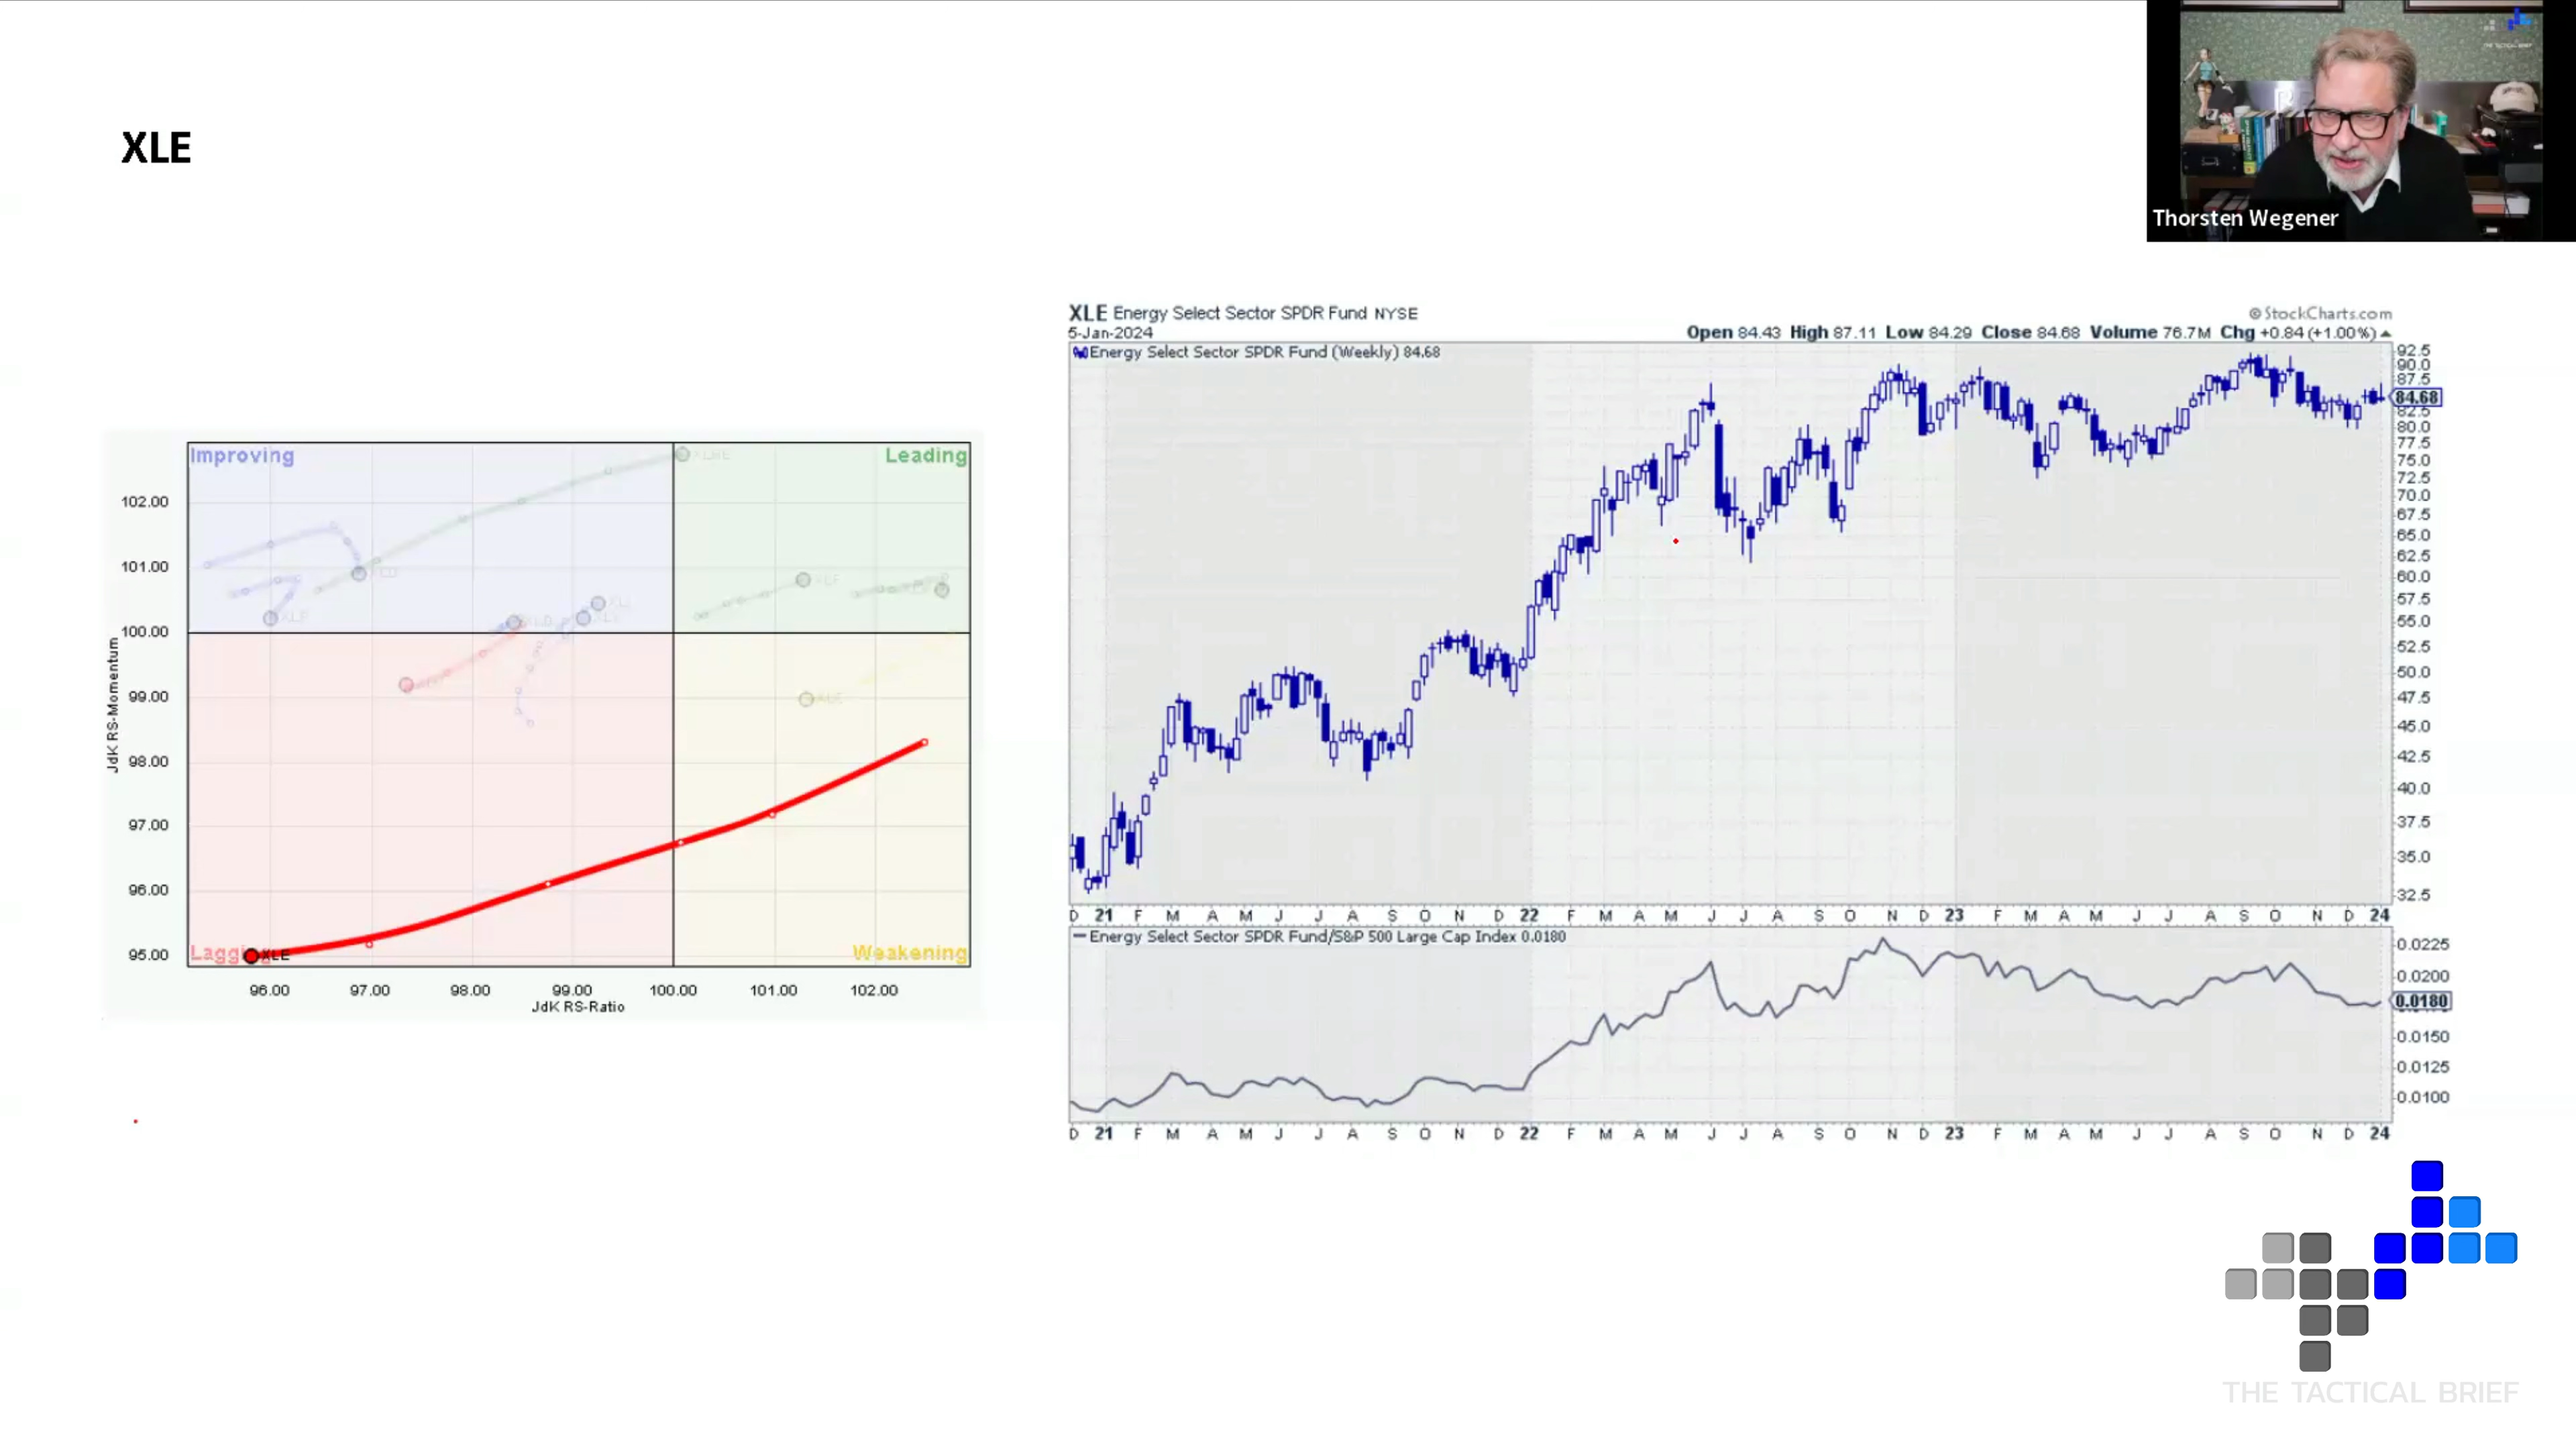 XLE
Thorsten Wegener
XLE Energy Select Sector SPDR Fund NYSE
© StockCharts.com
5-Jan-2024
Open 84.43 High 87.11 Low 84.29 Close 84.68 Volume 76.7M Chg +0.84 (+1.00%)
Energy Select Sector SPDR Fund (Weekly) 84.68
92.5
90.0
87.5
84.68
82.5
80.0
77.5
75.0
72.5
70.0
67.5
65.0
62.5
60.0
57.5
55.0
52.5
50.0
47.5
45.0
42.5
40.0
37.5
35.0
32.5
D 21 F M A M J J A S O N D 22 F M A M J J A S O N D 23 F M A M J J A S O N D 24
Energy Select Sector SPDR Fund/S&P 500 Large Cap Index 0.0180
0.0225
0.0200
0.0180
0.0150
0.0125
0.0100
D 21 F M A M J J A S O N D 22 F M A M J J A S O N D 23 F M A M J J A S O N D 24
Improving
Leading
102.00
101.00
100.00
99.00
98.00
97.00
96.00
95.00
JdK RS-Momentum
XLE
Weakening
96.00 97.00 98.00 99.00 100.00 101.00 102.00
JdK RS-Ratio
THE TACTICAL BRIEF